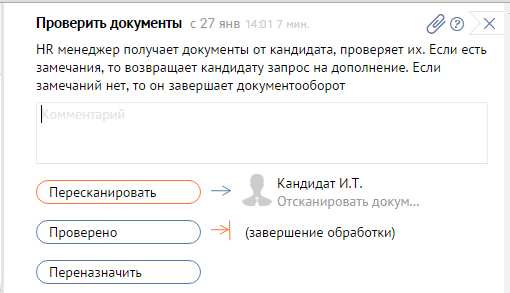 Проверить документы с 27 янв 14:01 7 мин.
HR менеджер получает документы от кандидата, проверяет их. Если есть
замечания, то возвращает кандидату запрос на дополнение. Если
замечаний нет, то он завершает документооборот
Комментарий
Пересканировать
Кандидат И.Т.
Отсканировать докум...
Проверено
(завершение обработки)
Переназначить